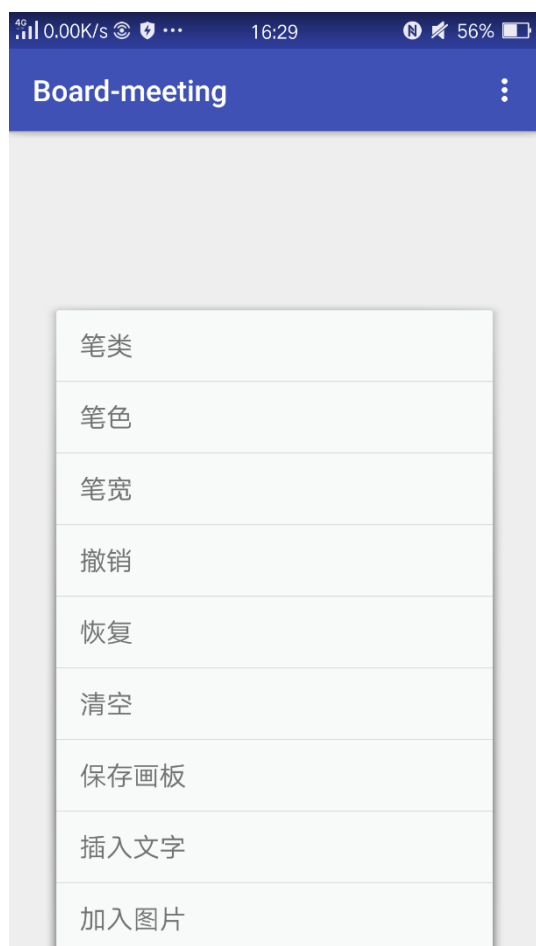 4G 0.00K/s ··· 16:29 N 56%
Board-meeting
笔类
笔色
笔宽
撤销
恢复
清空
保存画板
插入文字
加入图片